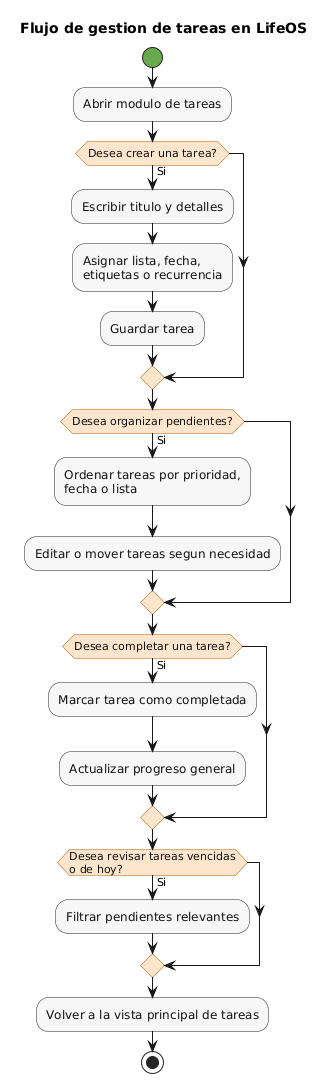 Flujo de gestion de tareas en LifeOS
Abrir modulo de tareas
Desea crear una tarea?
Si
Escribir titulo y detalles
Asignar lista, fecha,
etiquetas o recurrencia
Guardar tarea
Desea organizar pendientes?
Si
Ordenar tareas por prioridad,
fecha o lista
Editar o mover tareas segun necesidad
Desea completar una tarea?
Si
Marcar tarea como completada
Actualizar progreso general
Desea revisar tareas vencidas
o de hoy?
Si
Filtrar pendientes relevantes
Volver a la vista principal de tareas